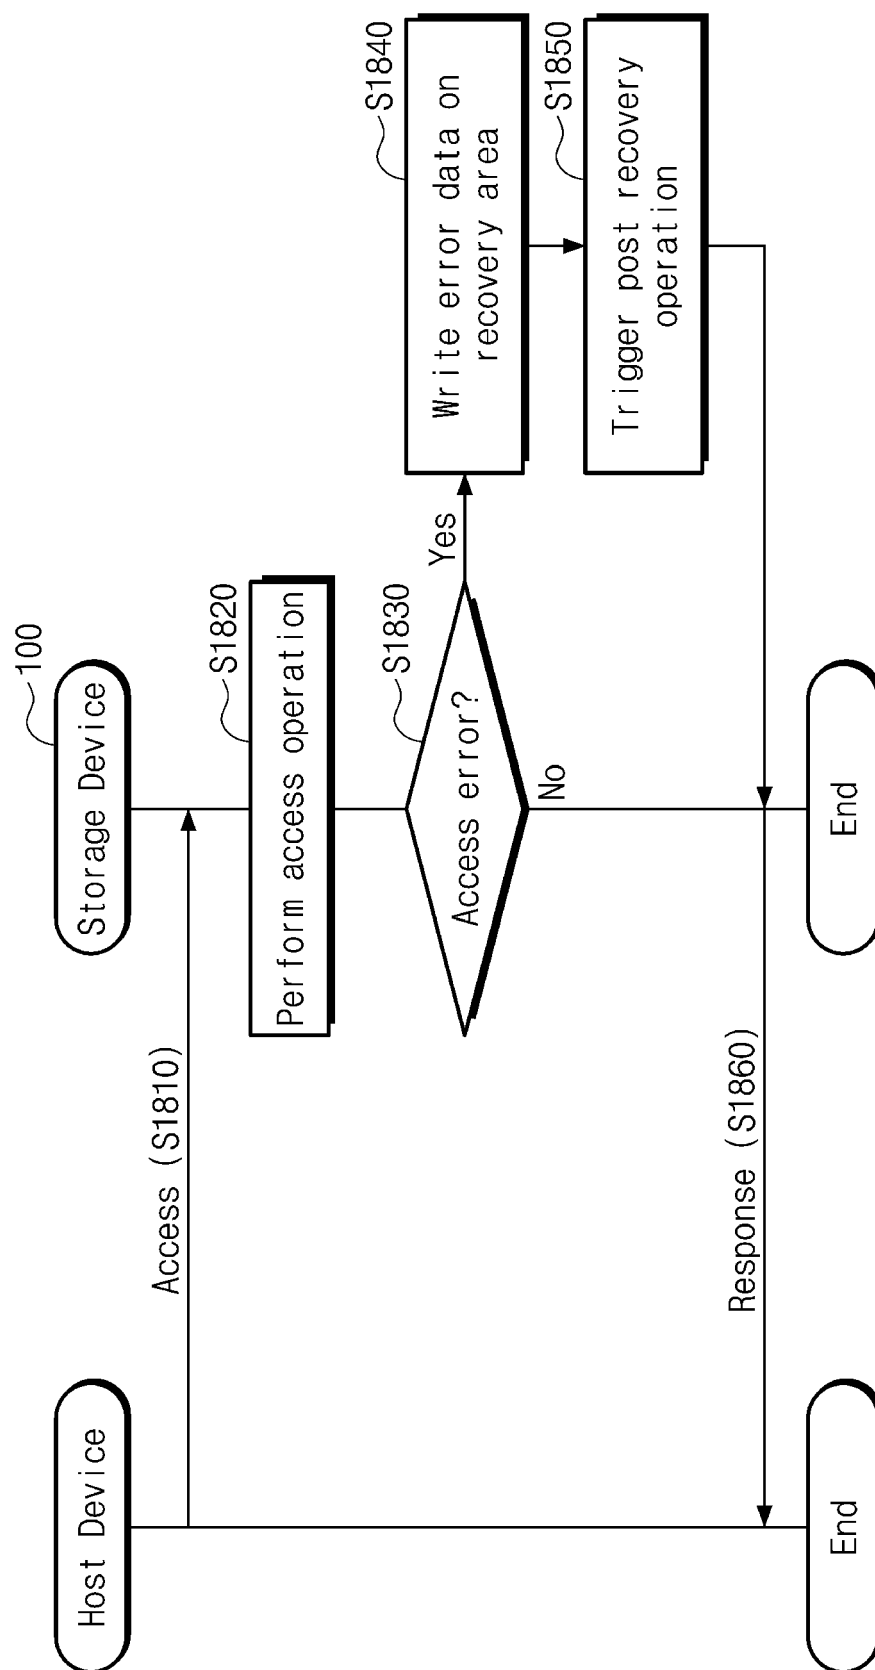 Host Device
Storage Device
100
Access (S1810)
Perform access operation
S1820
Access error?
S1830
Yes
No
Write error data on
recovery area
S1840
Trigger post recovery
operation
S1850
Response (S1860)
End
End